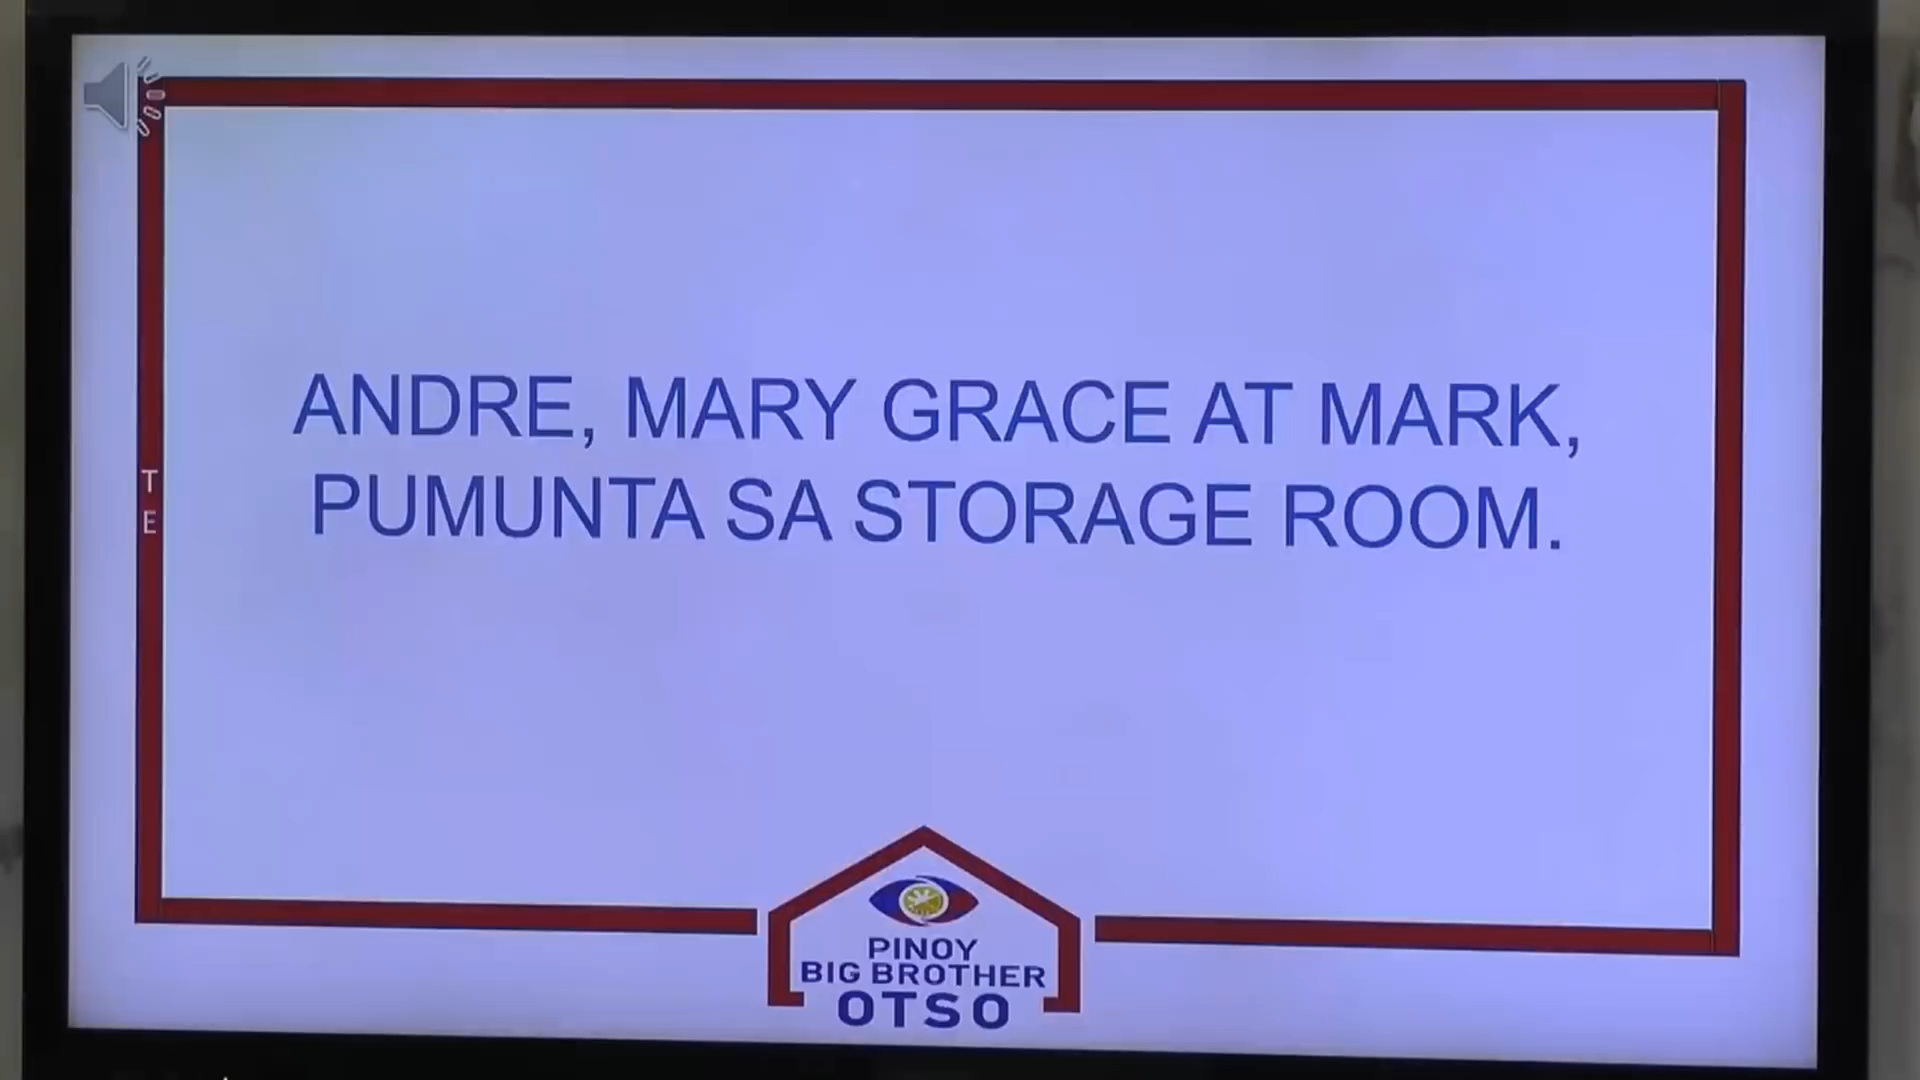 ANDRE, MARY GRACE AT MARK,
PUMUNTA SA STORAGE ROOM.
T
E
PINOY
BIG BROTHER
OTSO